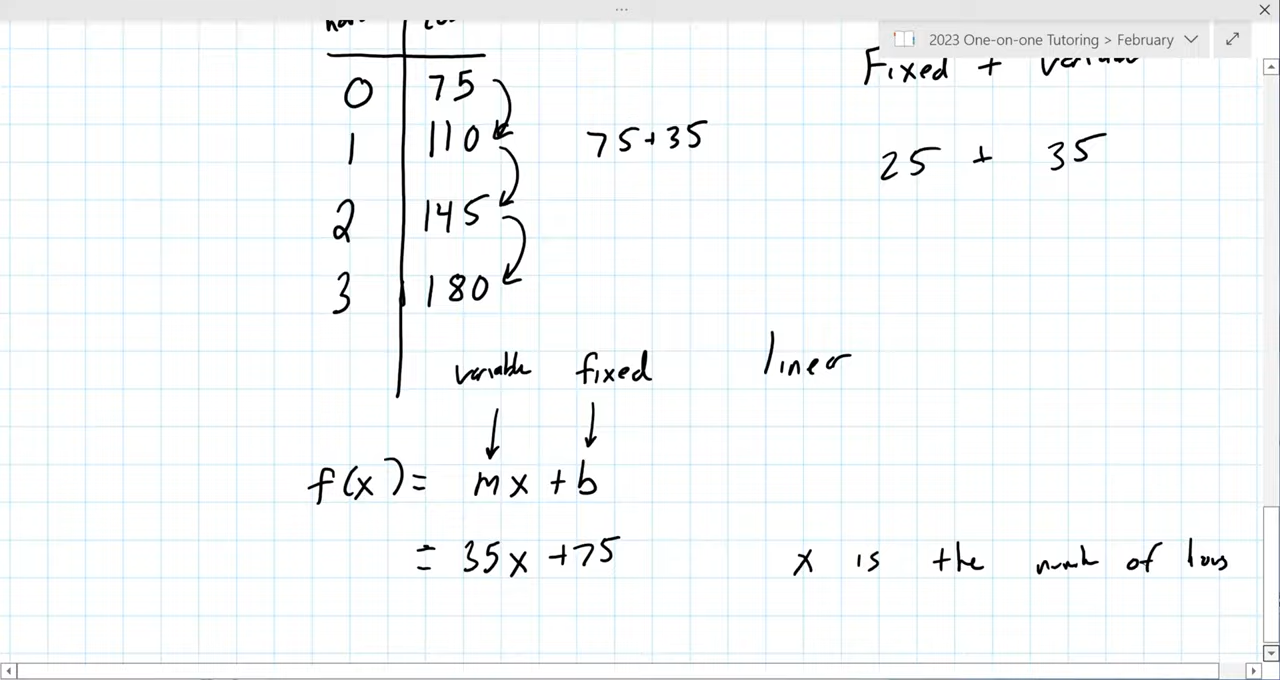 2023 One-on-one Tutoring > February
Fixed +
0 75
1 110 75+35
25 + 35
2 145
3 180
variable fixed linear
f(x) = mx + b
= 35x + 75 x is the of